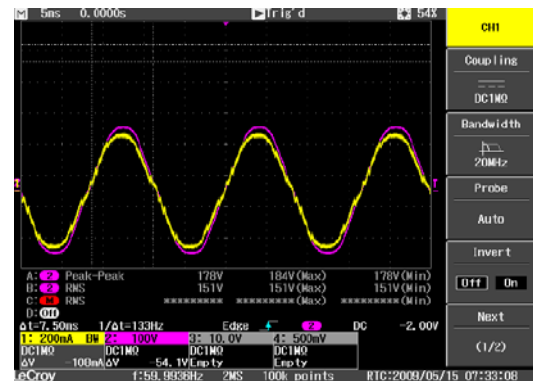 M 5ms 0.0000s Trig'd 54%
CH1
Coupling
DC1MΩ
Bandwidth
20MHz
Probe
Auto
Invert
Off On
Next
(1/2)
A: 2 Peak-Peak 178V 184V(Max) 178V(Min)
B: 2 RMS 151V 151V(Max) 151V(Min)
C: M RMS ********* *********(Max) *********(Min)
D: Off
Δt=7.50ms 1/Δt=133Hz Edge 2 DC -2.00V
1: 200mA BW 2: 100V 3: 10.0V 4: 500mV
DC1MΩ DC1MΩ DC1MΩ DC1MΩ
ΔV -108mA ΔV -54.1V Empty Empty
LeCroy f:59.9936Hz 2MS 100k points RTC:2009/05/15 07:33:08